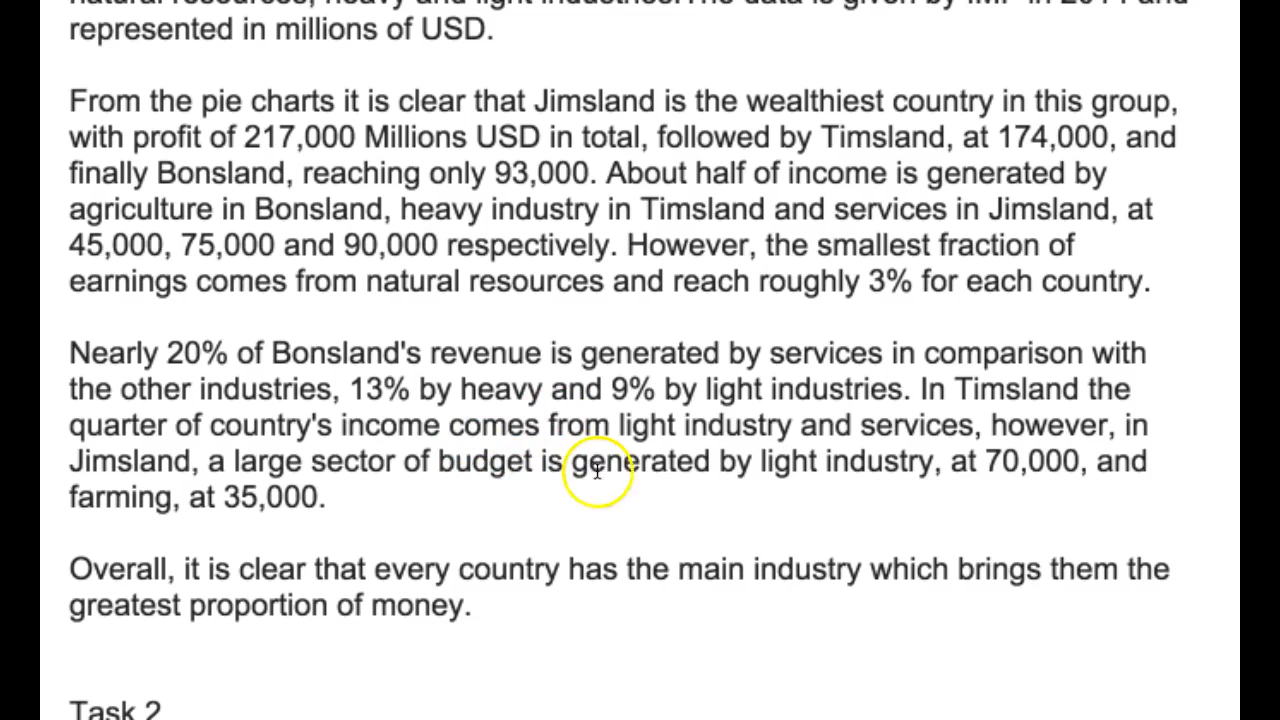 represented in millions of USD.
From the pie charts it is clear that Jimsland is the wealthiest country in this group,
with profit of 217,000 Millions USD in total, followed by Timsland, at 174,000, and
finally Bonsland, reaching only 93,000. About half of income is generated by
agriculture in Bonsland, heavy industry in Timsland and services in Jimsland, at
45,000, 75,000 and 90,000 respectively. However, the smallest fraction of
earnings comes from natural resources and reach roughly 3% for each country.
Nearly 20% of Bonsland's revenue is generated by services in comparison with
the other industries, 13% by heavy and 9% by light industries. In Timsland the
quarter of country's income comes from light industry and services, however, in
Jimsland, a large sector of budget is generated by light industry, at 70,000, and
farming, at 35,000.
Overall, it is clear that every country has the main industry which brings them the
greatest proportion of money.
Task 2